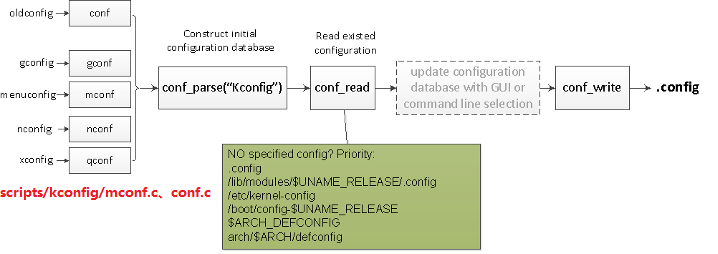 oldconfig
conf
gconfig
gconf
menuconfig
mconf
nconfig
nconf
xconfig
qconf
scripts/kconfig/mconf.c、conf.c
Construct initial
configuration database
conf_parse("Kconfig")
Read existed
configuration
conf_read
update configuration
database with GUI or
command line selection
conf_write
.config
NO specified config? Priority:
.config
/lib/modules/$UNAME_RELEASE/.config
/etc/kernel-config
/boot/config-$UNAME_RELEASE
$ARCH_DEFCONFIG
arch/$ARCH/defconfig